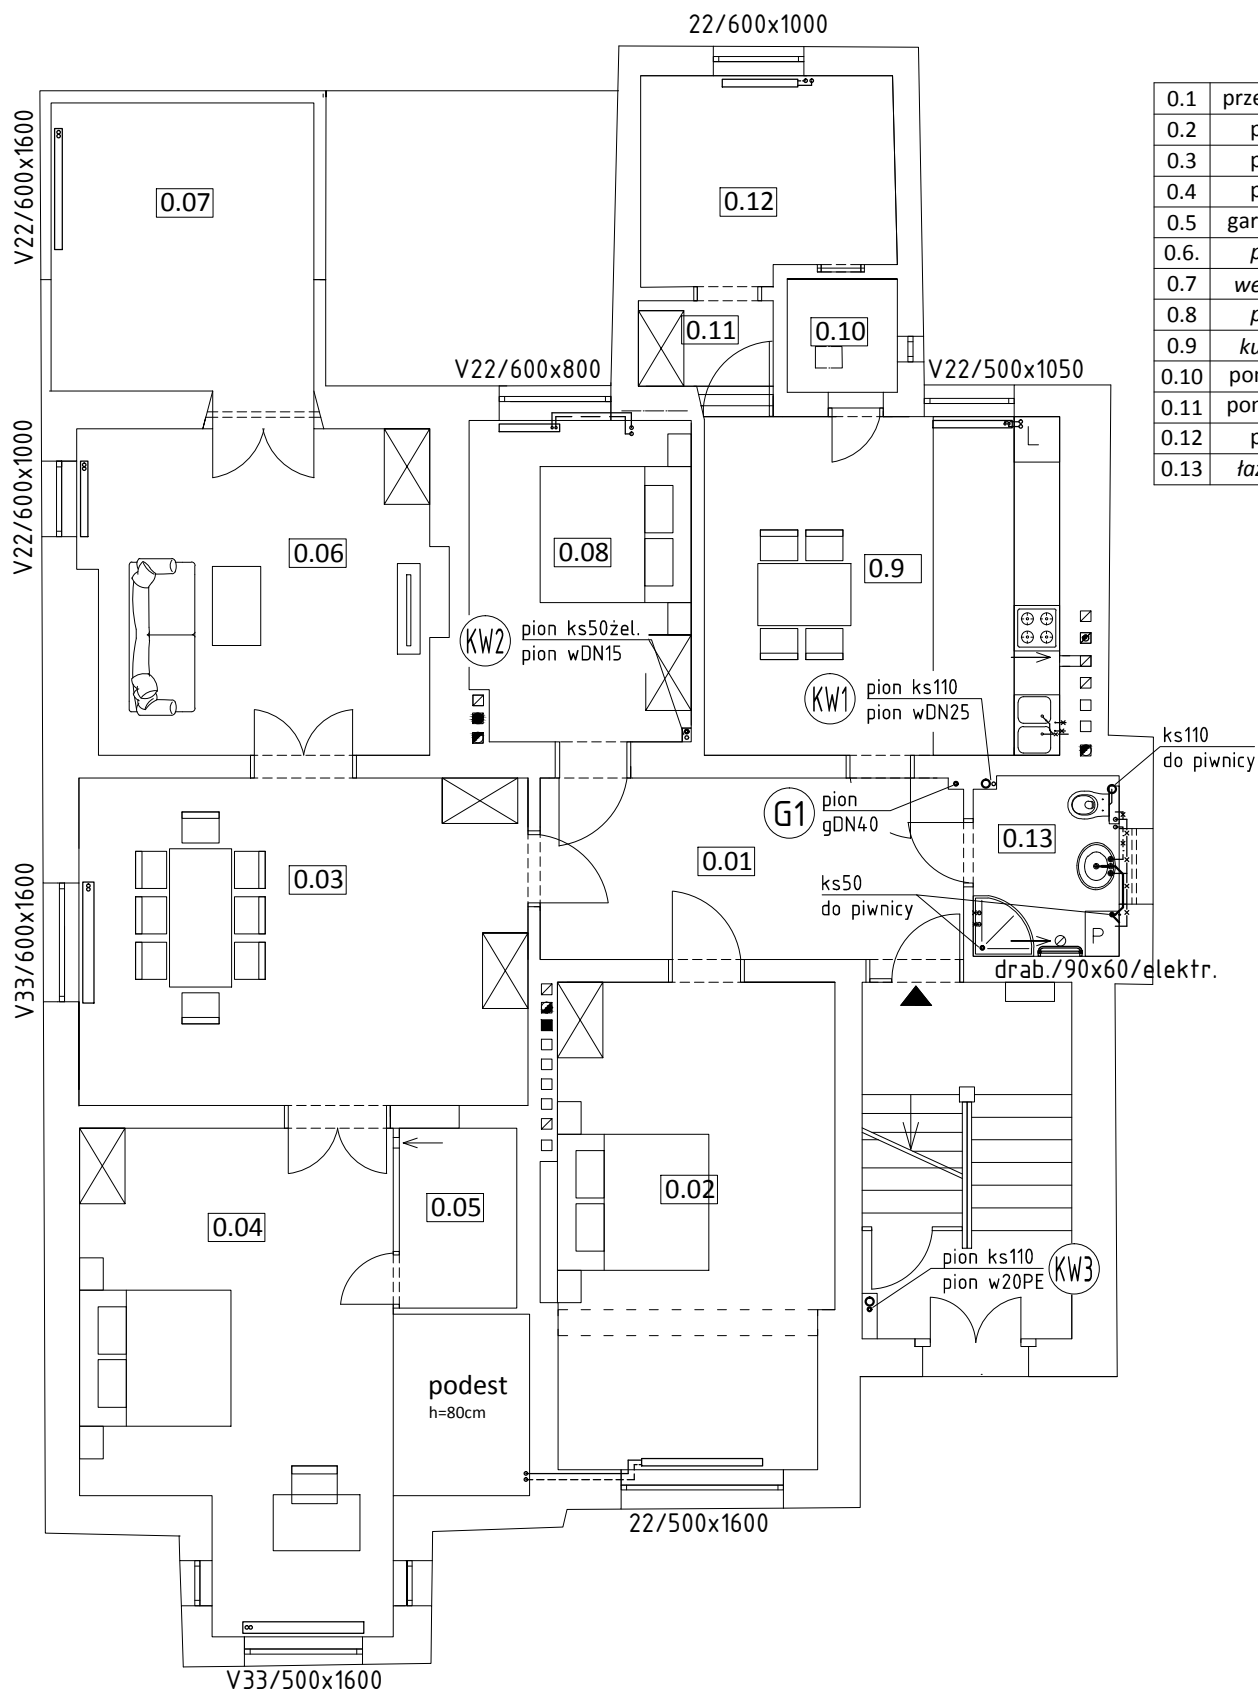 22/600x1000
V22/600x1600
0.07
0.12
0.1
0.2
0.3
0.4
0.5
0.6.
0.7
0.8
0.9
0.10
0.11
0.12
0.13
0.11
0.10
V22/600x800
V22/500x1050
L
V22/600x1000
0.06
0.08
0.9
KW2
pion ks50żel.
pion wDN15
KW1
pion ks110
pion wDN25
ks110
do piwnicy
G1
pion
gDN40
0.13
0.01
0.03
ks50
do piwnicy
P
V33/600x1600
drab./90x60/elektr.
0.02
0.05
0.04
pion ks110
pion w20PE
KW3
podest
h=80cm
22/500x1600
V33/500x1600